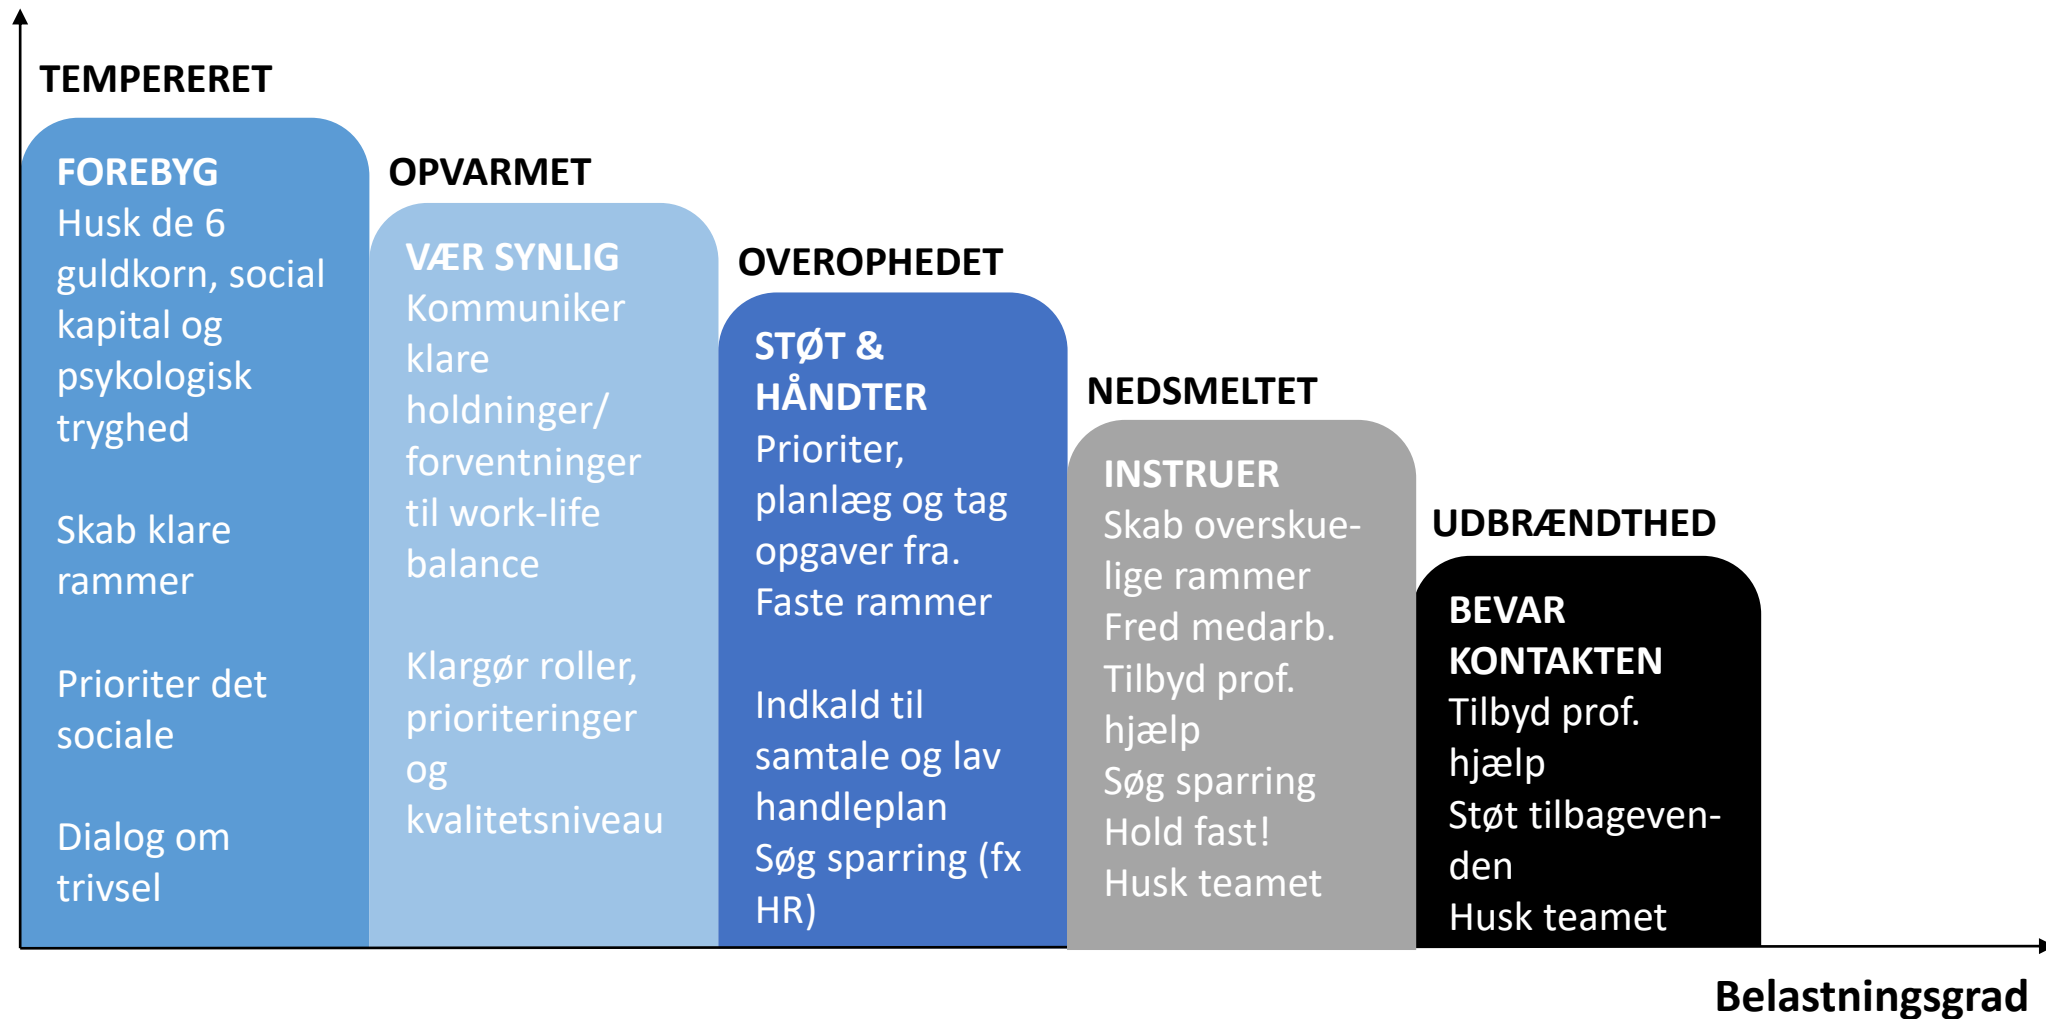 TEMPERERET
FOREBYG
Husk de 6
guldkorn, social
kapital og
psykologisk
tryghed
Skab klare
rammer
Prioriter det
sociale
Dialog om
trivsel
OPVARMET
VÆR SYNLIG
Kommuniker
klare
holdninger/
forventninger
til work-life
balance
Klargør roller,
prioriteringer
og
kvalitetsniveau
OVEROPHEDET
STØT &
HÅNDTER
Prioriter,
planlæg og tag
opgaver fra.
Faste rammer
Indkald til
samtale og lav
handleplan
Søg sparring (fx
HR)
NEDSMELTET
INSTRUER
Skab overskue-
lige rammer
Fred medarb.
Tilbyd prof.
hjælp
Søg sparring
Hold fast!
Husk teamet
UDBRÆNDTHED
BEVAR
KONTAKTEN
Tilbyd prof.
hjælp
Støt tilbageven-
den
Husk teamet
Belastningsgrad